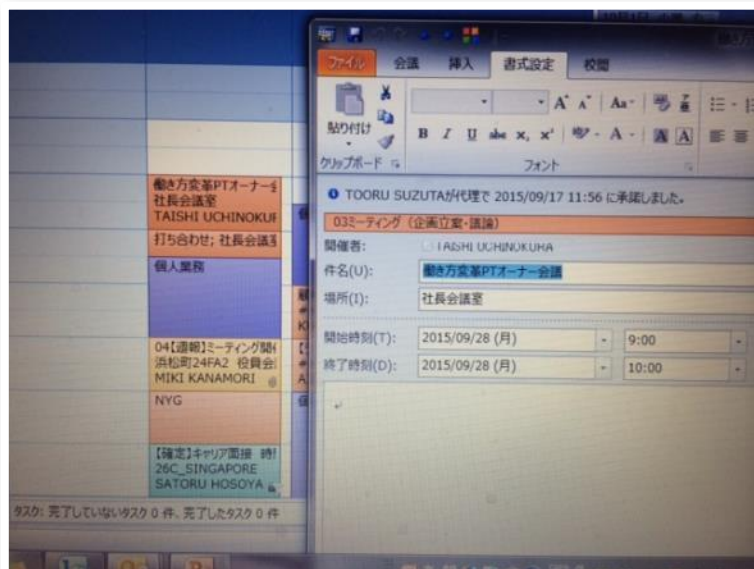 ファイル 会議 挿入 書式設定 校閲
貼り付け
A A Aa
B I U abc x₂ x² A A A
クリップボード フォント
TOORU SUZUTAが代理で 2015/09/17 11:56 に承諾しました。
03ミーティング（企画立案・議論）
開催者: TAISHI UCHINOKURA
件名(U): 働き方変革PTオーナー会議
場所(I): 社長会議室
開始時刻(T): 2015/09/28 (月) 9:00
終了時刻(D): 2015/09/28 (月) 10:00
働き方変革PTオーナー会
社長会議室
TAISHI UCHINOKUR
打ち合わせ; 社長会議室
個人業務
04【週報】ミーティング開催
浜松町24FA2 役員会
MIKI KANAMORI
NYG
【確定】キャリア面接 時
26C_SINGAPORE
SATORU HOSOYA
タスク: 完了していないタスク 0 件、完了したタスク 0 件